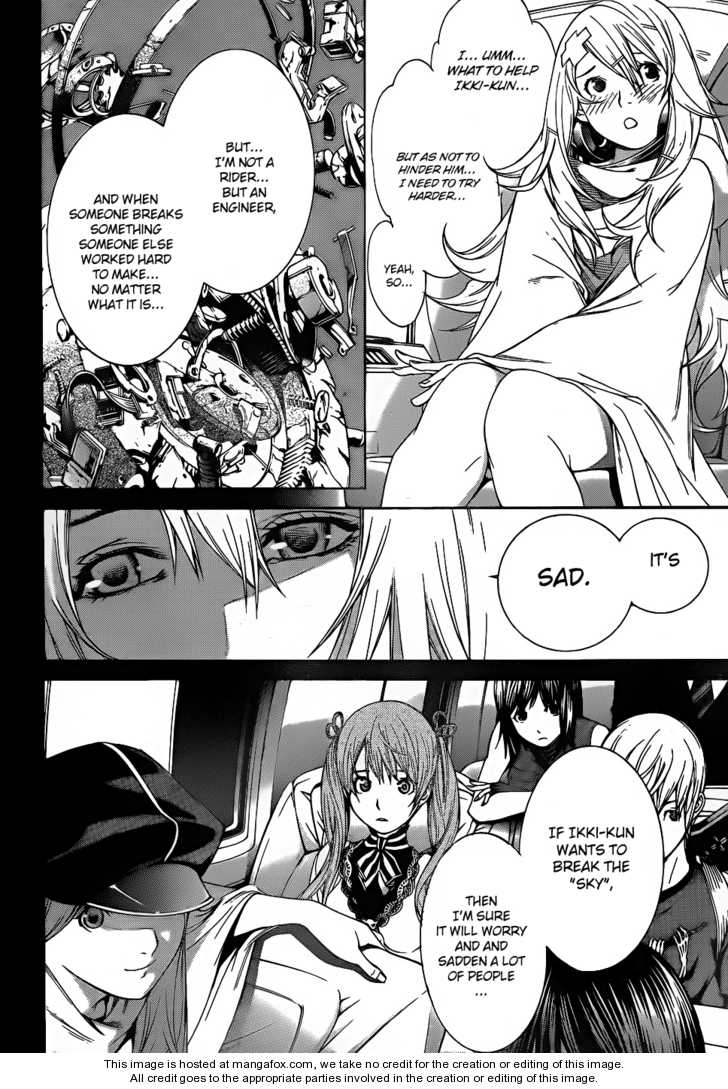 I... UMM...
WHAT TO HELP
IKKI-KUN...
BUT AS NOT TO
HINDER HIM...
I NEED TO TRY
HARDER...
YEAH,
SO...
BUT...
I'M NOT A
RIDER...
BUT AN
ENGINEER,
AND WHEN
SOMEONE BREAKS
SOMETHING
SOMEONE ELSE
WORKED HARD
TO MAKE...
NO MATTER
WHAT IT IS...
IT'S
SAD.
IF IKKI-KUN
WANTS TO
BREAK THE
"SKY",
THEN
I'M SURE
IT WILL WORRY
AND AND
SADDEN A LOT
OF PEOPLE
...
This image is hosted at mangafox.com, we take no credit for the creation or editing of this image.
All credit goes to the appropriate parties involved in the creation or editing of this image.